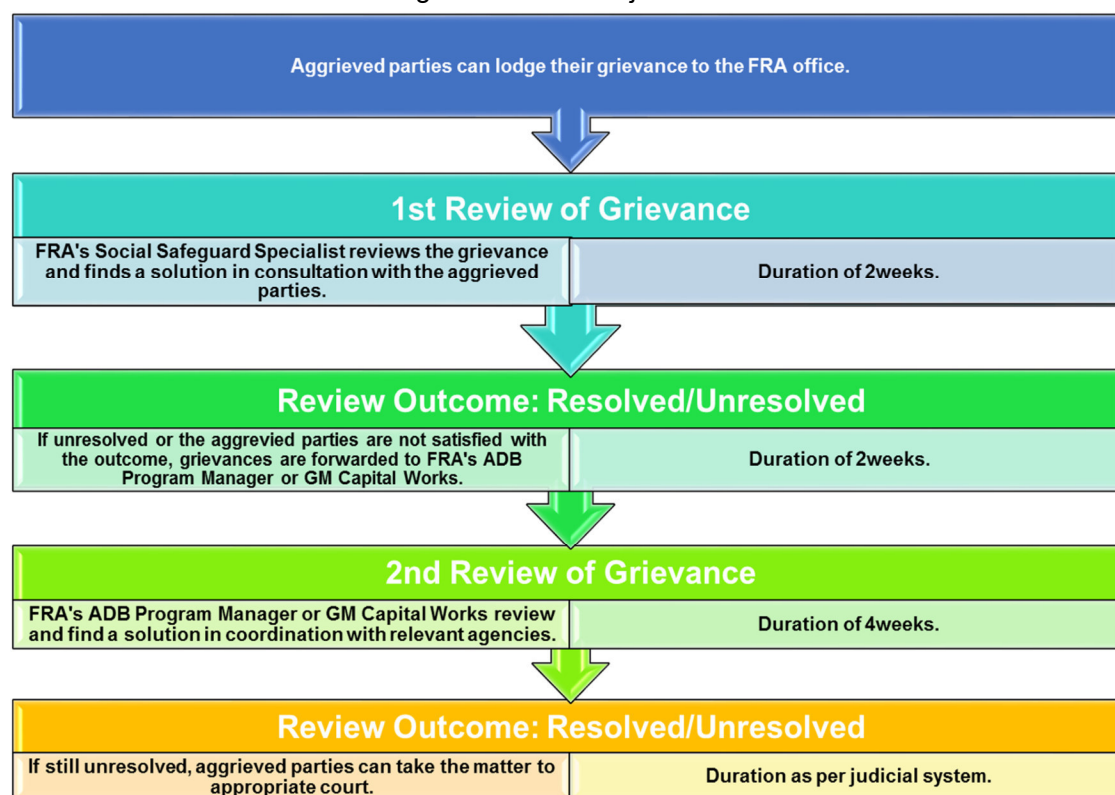 Aggrieved parties can lodge their grievance to the FRA office.
1st Review of Grievance
FRA's Social Safeguard Specialist reviews the grievance
and finds a solution in consultation with the aggrieved
parties.
Duration of 2weeks.
Review Outcome: Resolved/Unresolved
If unresolved or the aggrevied parties are not satisfied with
the outcome, grievances are forwarded to FRA's ADB
Program Manager or GM Capital Works.
Duration of 2weeks.
2nd Review of Grievance
FRA's ADB Program Manager or GM Capital Works review
and find a solution in coordination with relevant agencies.
Duration of 4weeks.
Review Outcome: Resolved/Unresolved
If still unresolved, aggrieved parties can take the matter to
appropriate court.
Duration as per judicial system.